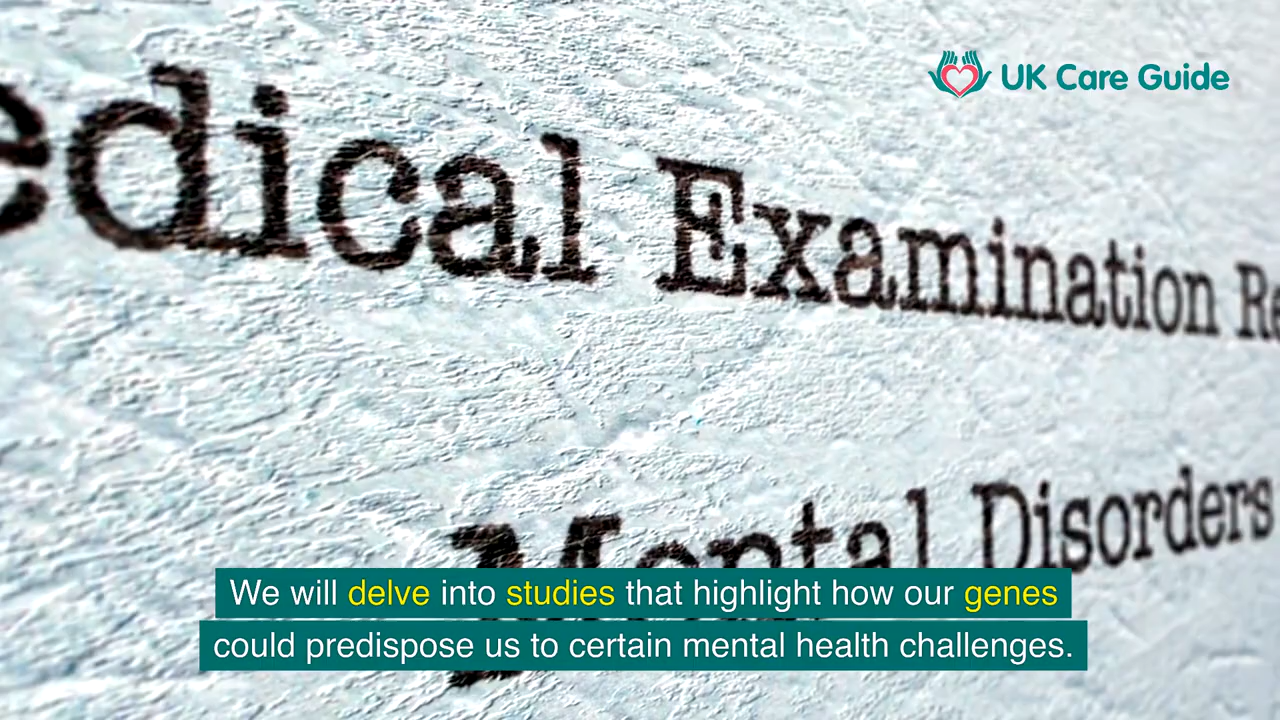 UK Care Guide
edical Examination Re
Mental Disorders
We will delve into studies that highlight how our genes
could predispose us to certain mental health challenges.